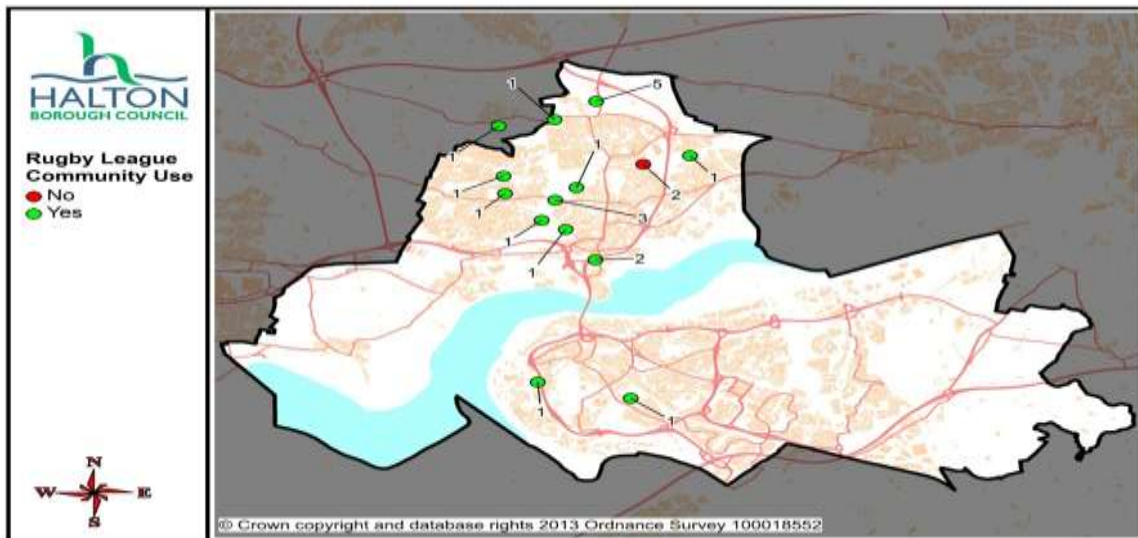 HALTON
BOROUGH COUNCIL
Rugby League
Community Use
No
Yes
N
W E
S
1
5
1
1
1
1
2
1
3
1
1
2
1
1
© Crown copyright and database rights 2013 Ordnance Survey 100018552